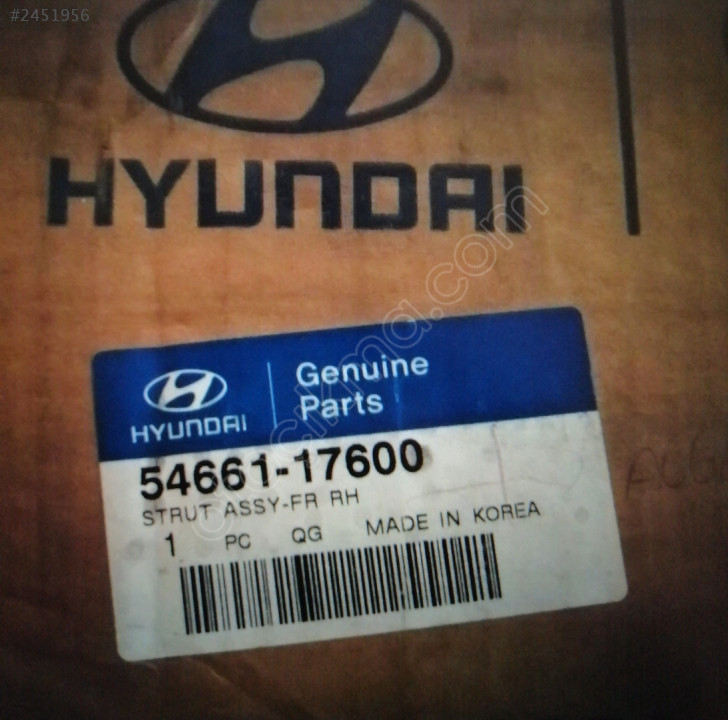 #2451956
HYUNDAI
HYUNDAI
Genuine
Parts
54661-17600
STRUT ASSY-FR RH
1 PC QG MADE IN KOREA